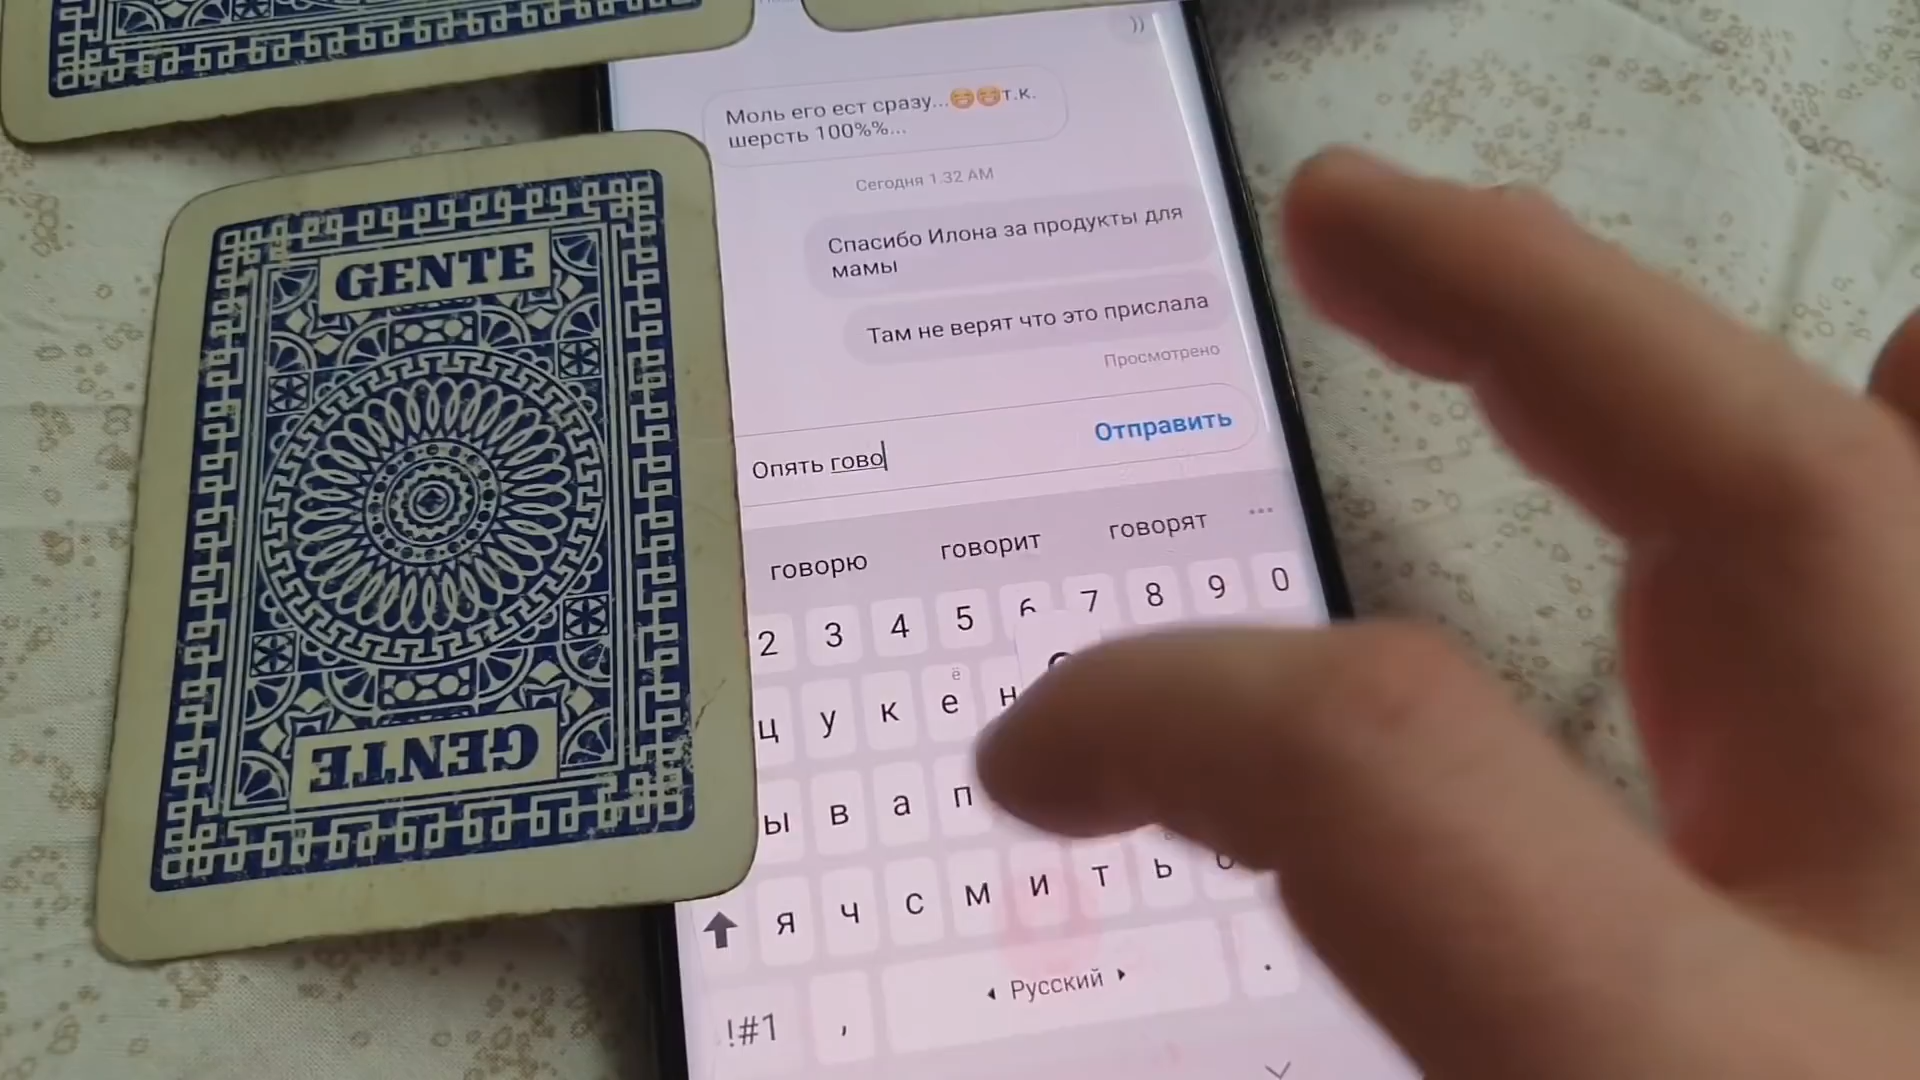 GENTE
GENTE
))
Моль его ест сразу...😁😁т.к.
шерсть 100%%...
Сегодня 1:32 AM
Спасибо Илона за продукты для
мамы
Там не верят что это прислала
Просмотрено
Опять гово
Отправить
говорю говорит говорят ...
2 3 4 5 6 7 8 9 0
ц у к е ё н
ы в а п
я ч с м и т ь б
!#1 , Русский .